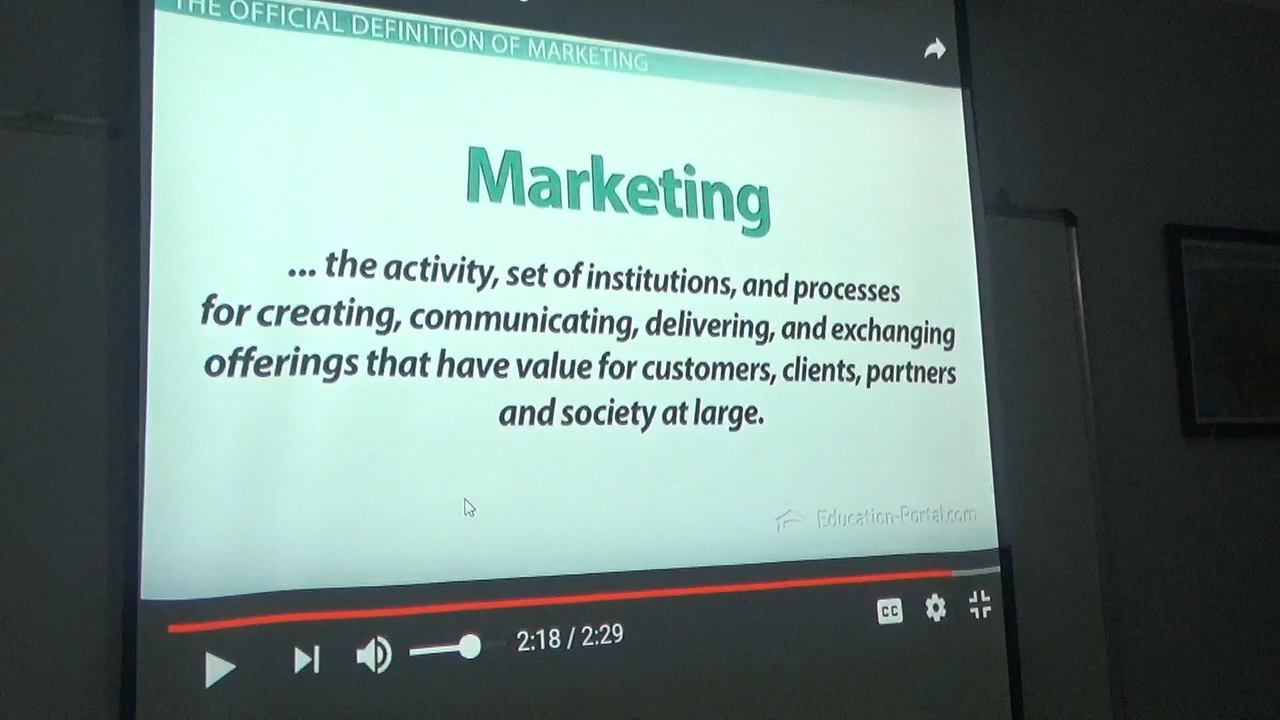 THE OFFICIAL DEFINITION OF MARKETING
Marketing
... the activity, set of institutions, and processes
for creating, communicating, delivering, and exchanging
offerings that have value for customers, clients, partners
and society at large.
Education-Portal.com
CC
2:18 / 2:29